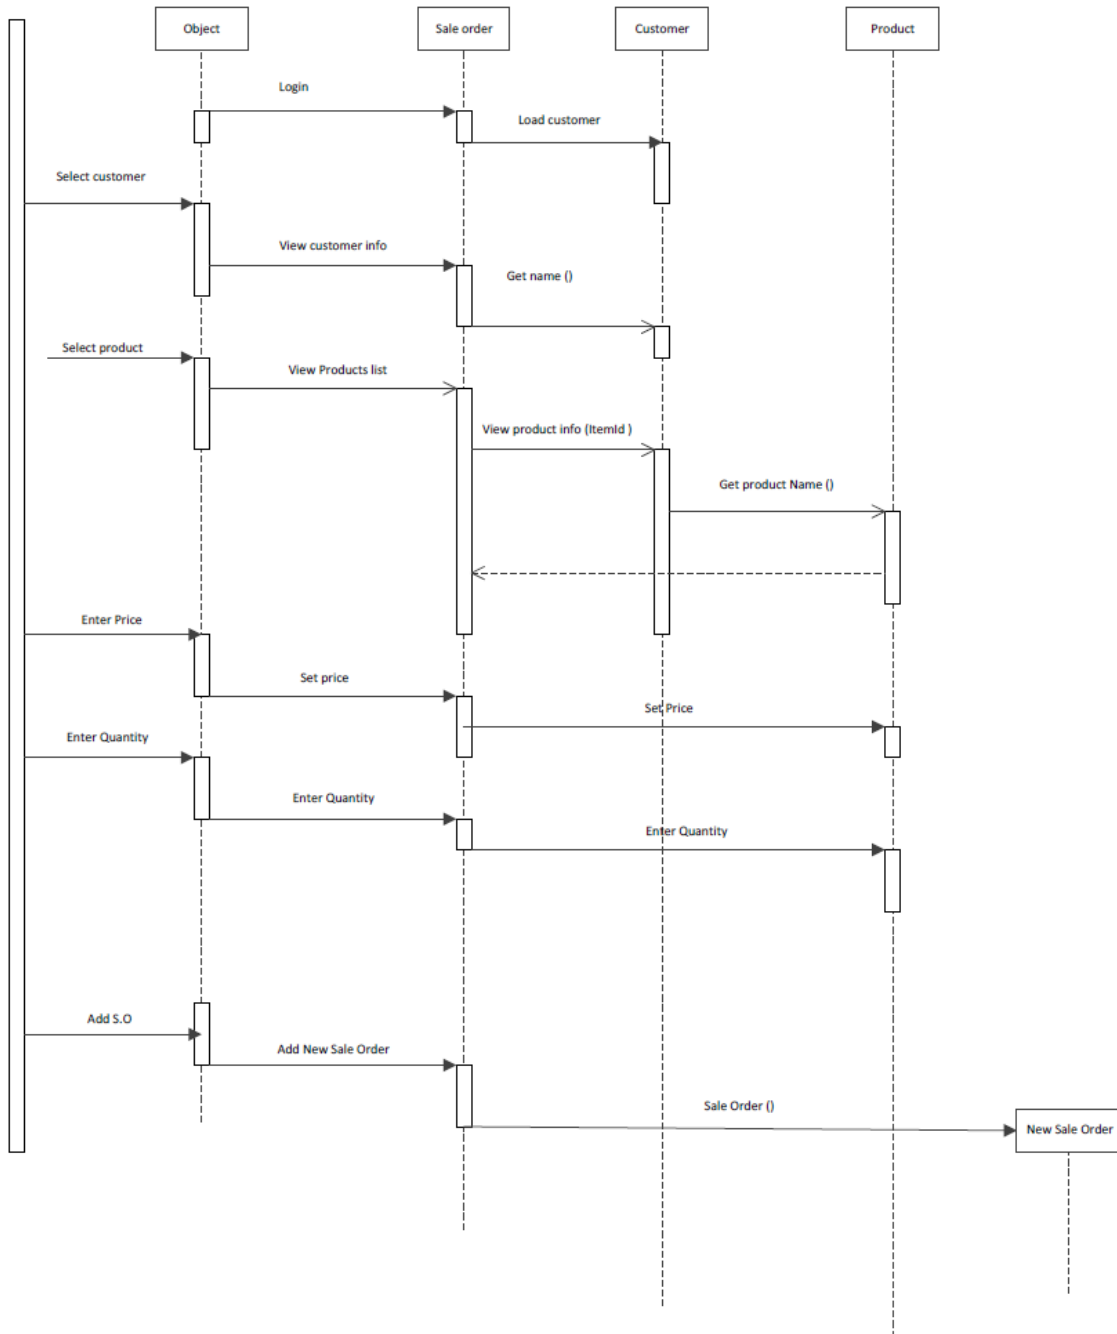 Object
Sale order
Customer
Product
Login
Load customer
Select customer
View customer info
Get name ()
Select product
View Products list
View product info (ItemId )
Get product Name ()
Enter Price
Set price
Set Price
Enter Quantity
Enter Quantity
Enter Quantity
Add S.O
Add New Sale Order
Sale Order ()
New Sale Order